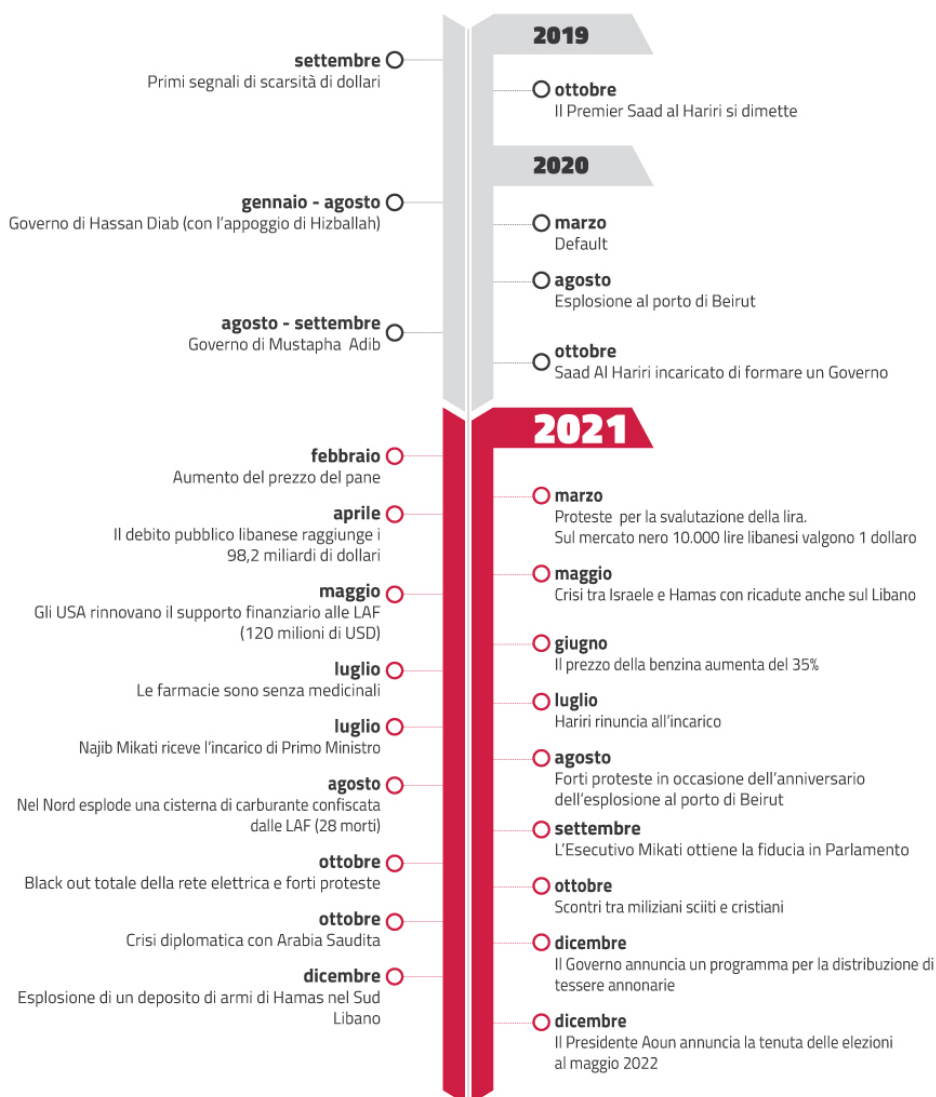 2019
settembre
Primi segnali di scarsità di dollari
ottobre
Il Premier Saad al Hariri si dimette
2020
gennaio - agosto
Governo di Hassan Diab (con l'appoggio di Hizballah)
marzo
Default
agosto
Esplosione al porto di Beirut
agosto - settembre
Governo di Mustapha Adib
ottobre
Saad Al Hariri incaricato di formare un Governo
2021
febbraio
Aumento del prezzo del pane
marzo
Proteste per la svalutazione della lira.
Sul mercato nero 10.000 lire libanesi valgono 1 dollaro
aprile
Il debito pubblico libanese raggiunge i
98,2 miliardi di dollari
maggio
Crisi tra Israele e Hamas con ricadute anche sul Libano
maggio
Gli USA rinnovano il supporto finanziario alle LAF
(120 milioni di USD)
giugno
Il prezzo della benzina aumenta del 35%
luglio
Le farmacie sono senza medicinali
luglio
Hariri rinuncia all'incarico
luglio
Najib Mikati riceve l'incarico di Primo Ministro
agosto
Forti proteste in occasione dell'anniversario
dell'esplosione al porto di Beirut
agosto
Nel Nord esplode una cisterna di carburante confiscata
dalle LAF (28 morti)
settembre
L'Esecutivo Mikati ottiene la fiducia in Parlamento
ottobre
Black out totale della rete elettrica e forti proteste
ottobre
Scontri tra miliziani sciiti e cristiani
ottobre
Crisi diplomatica con Arabia Saudita
dicembre
Il Governo annuncia un programma per la distribuzione di
tessere annonarie
dicembre
Esplosione di un deposito di armi di Hamas nel Sud
Libano
dicembre
Il Presidente Aoun annuncia la tenuta delle elezioni
al maggio 2022